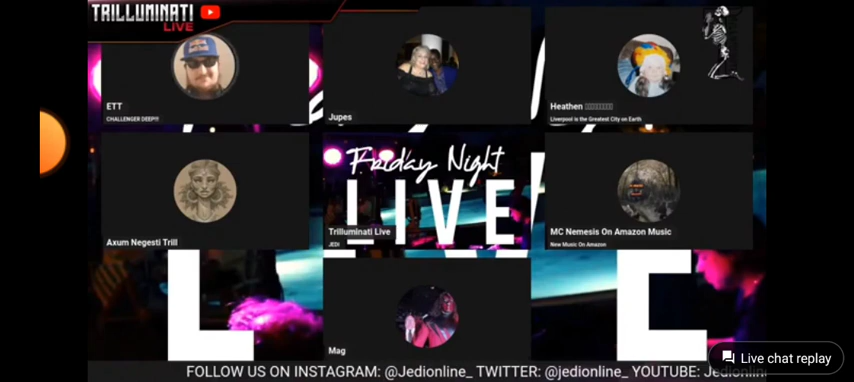 TRILLUMINATI
LIVE
ETT
CHALLENGER DEEP!!!
Jupes
Heathen
Liverpool is the Greatest City on Earth
Axum Negesti Trill
Friday Night
LIVE
Trilluminati Live
JEDI
MC Nemesis On Amazon Music
New Music On Amazon
Mag
L E
Live chat replay
FOLLOW US ON INSTAGRAM: @Jedionline_ TWITTER: @jedionline_ YOUTUBE: Jedionlin